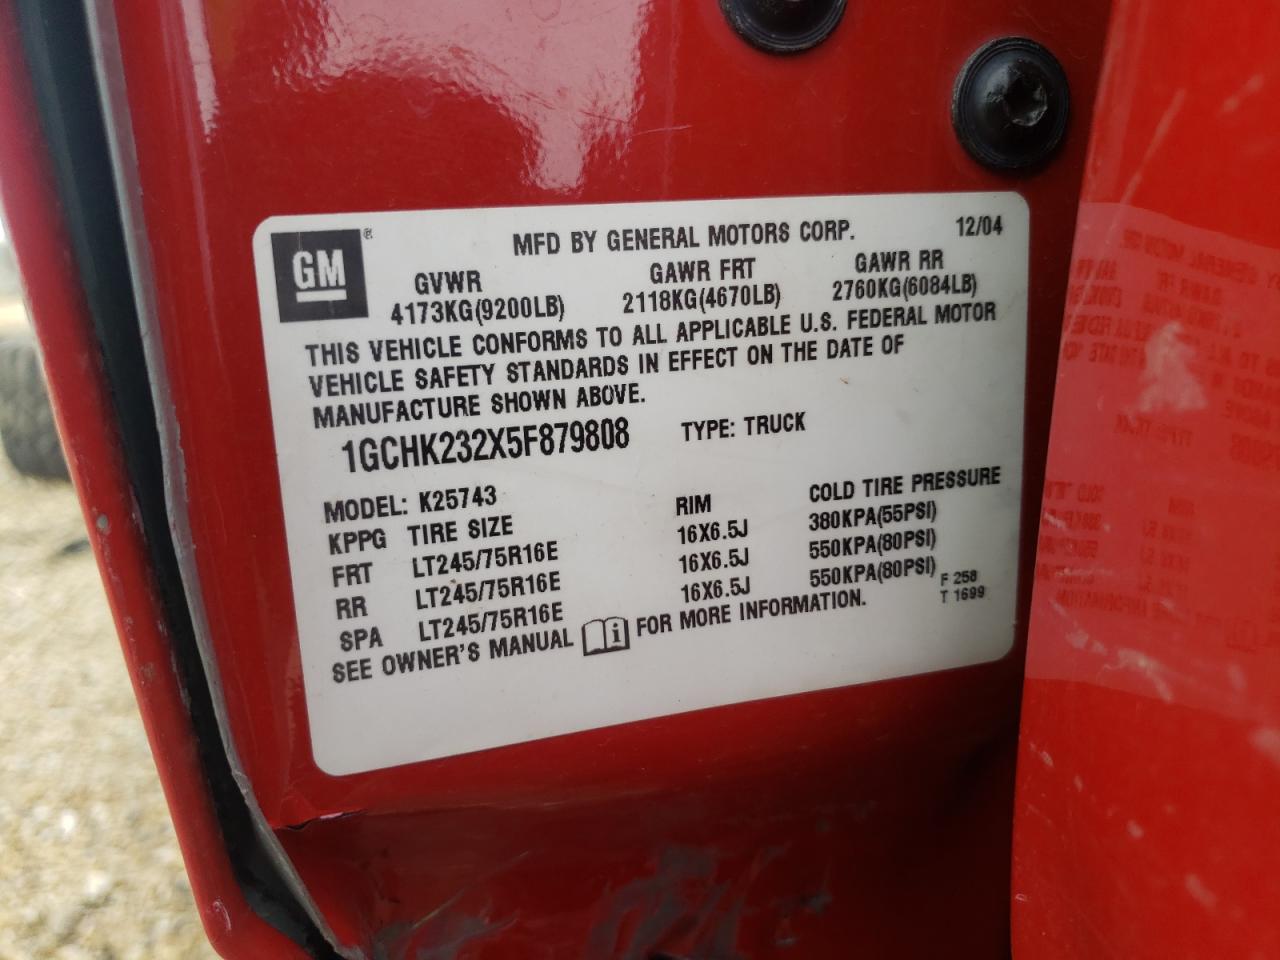 GM ® MFD BY GENERAL MOTORS CORP. 12/04
GVWR GAWR FRT GAWR RR
4173KG(9200LB) 2118KG(4670LB) 2760KG(6084LB)
THIS VEHICLE CONFORMS TO ALL APPLICABLE U.S. FEDERAL MOTOR
VEHICLE SAFETY STANDARDS IN EFFECT ON THE DATE OF
MANUFACTURE SHOWN ABOVE.
1GCHK232X5F879808 TYPE: TRUCK
MODEL: K25743
KPPG TIRE SIZE RIM COLD TIRE PRESSURE
FRT LT245/75R16E 16X6.5J 380KPA(55PSI)
RR LT245/75R16E 16X6.5J 550KPA(80PSI)
SPA LT245/75R16E 16X6.5J 550KPA(80PSI)
SEE OWNER'S MANUAL i FOR MORE INFORMATION.
F 258
T 1699